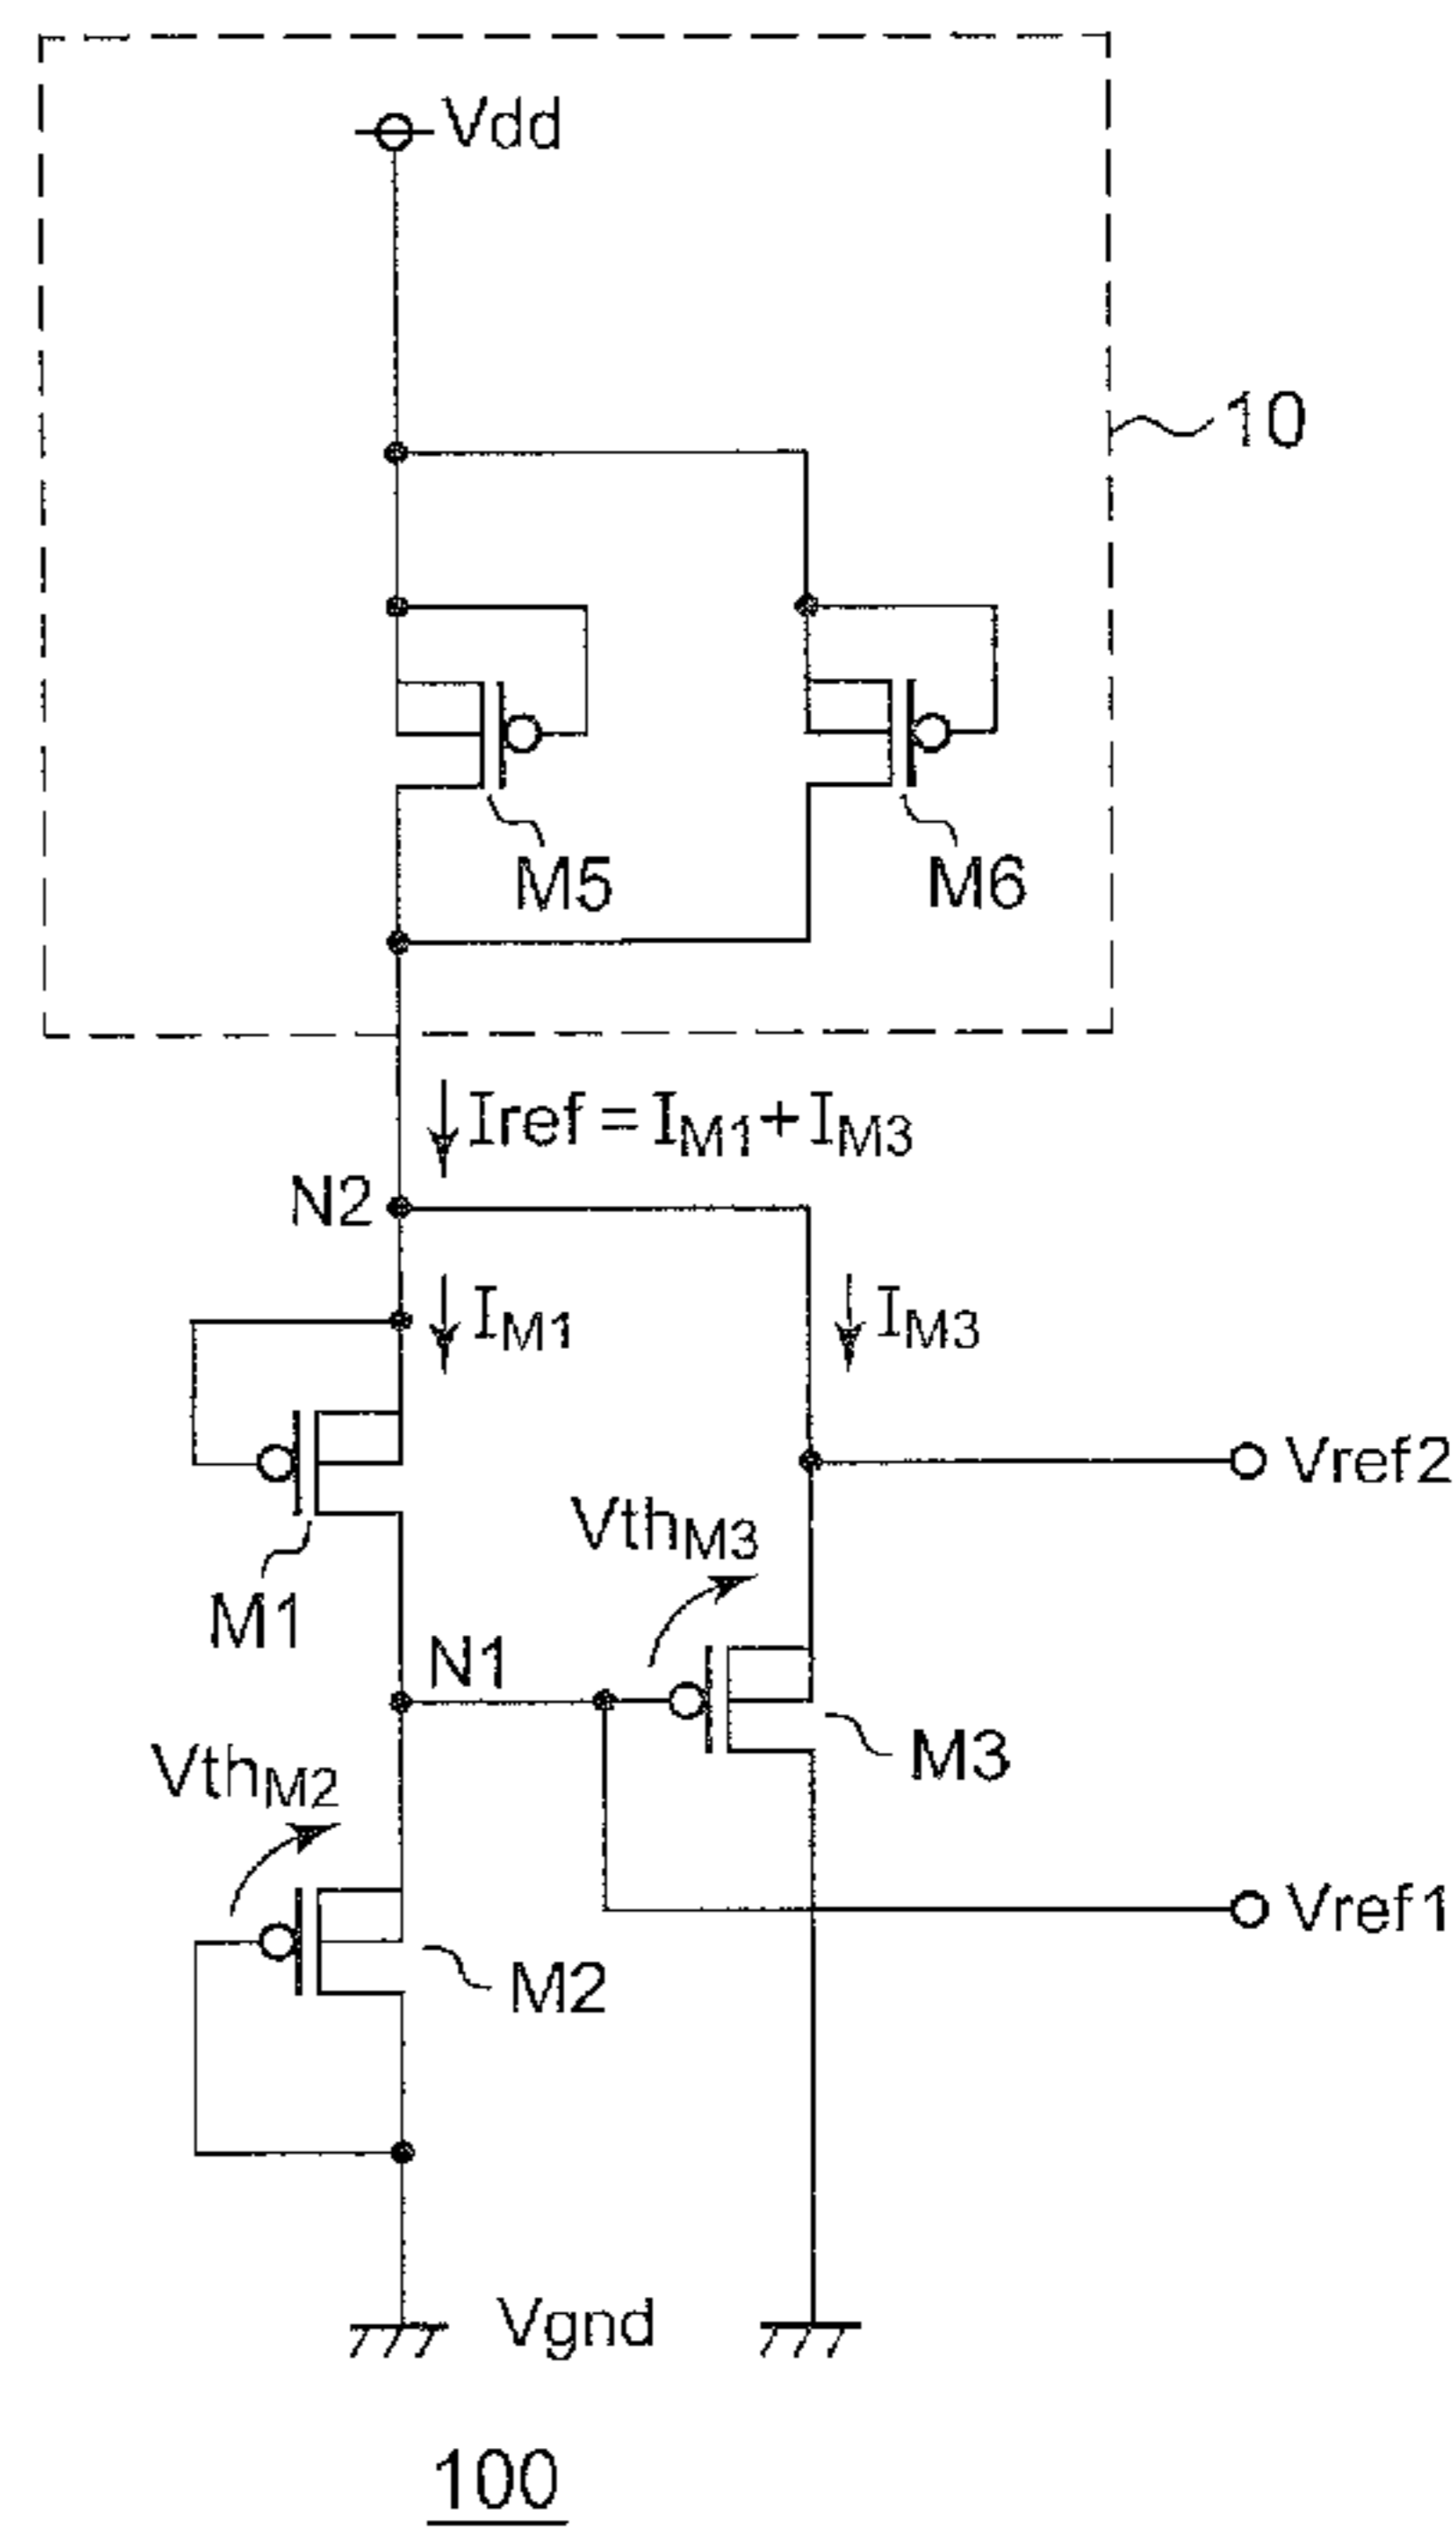 Vdd
10
M5
M6
Iref = IM1 + IM3
N2
IM1
IM3
Vref2
VthM3
M1
N1
M3
VthM2
Vref1
M2
Vgnd
100